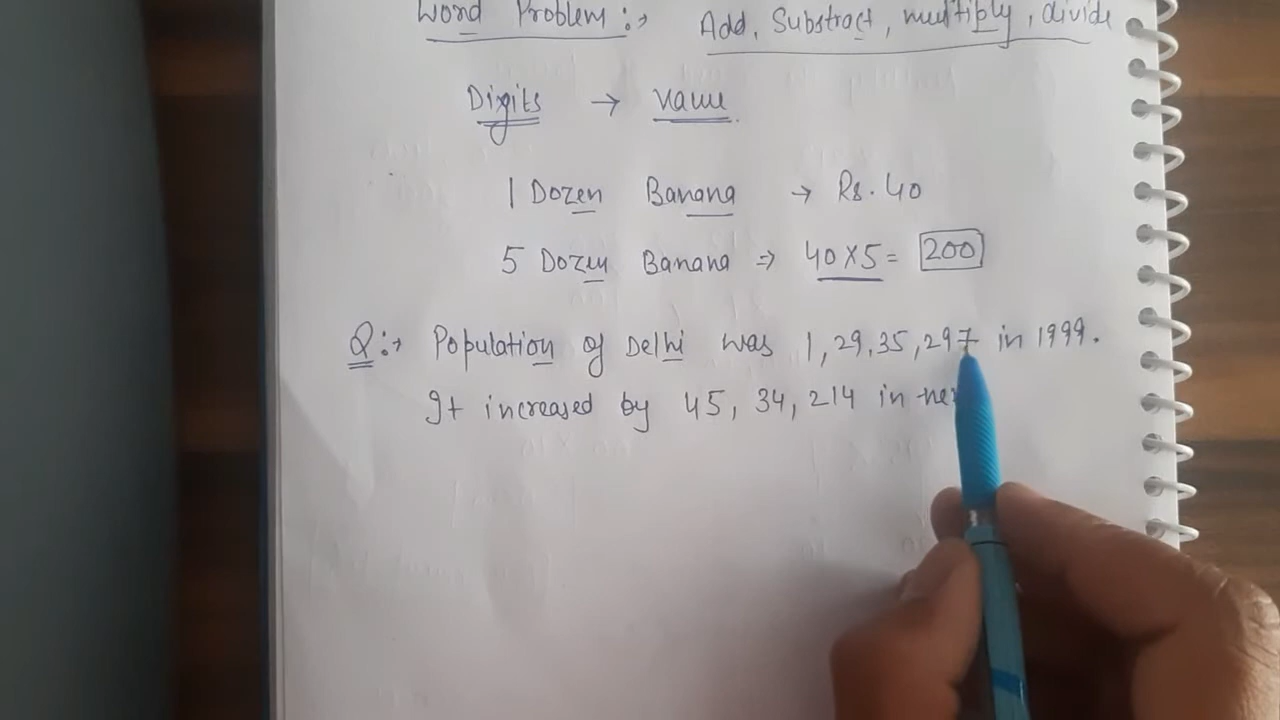 Word Problem :→ Add, Substract, multiply, divide
Digits → Name
1 Dozen Banana → Rs. 40
5 Dozen Banana ⇒ 40 X 5 = 200
Q:→ Population of Delhi was 1,29,35,297 in 1999.
It increased by 45, 34, 214 in